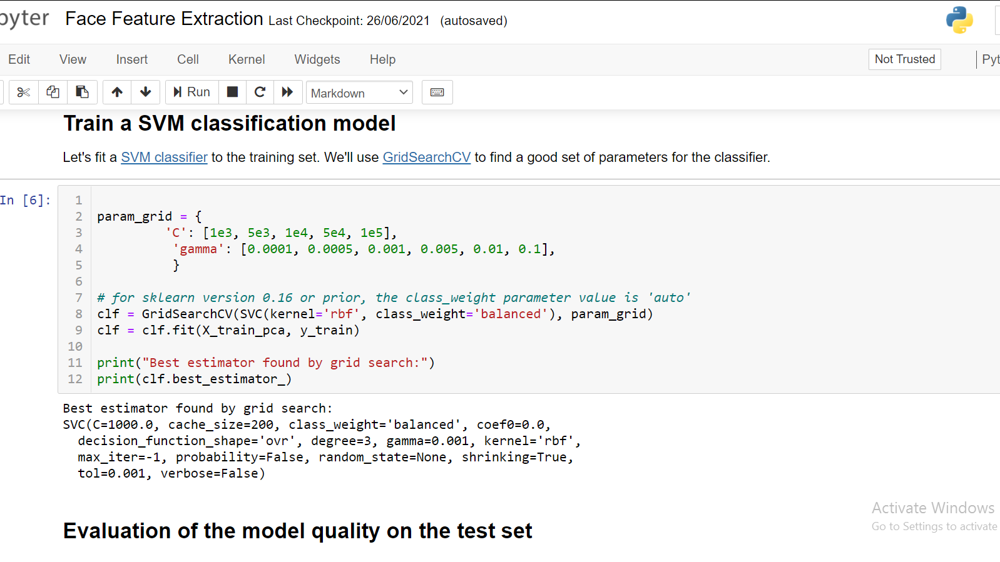 pyter Face Feature Extraction Last Checkpoint: 26/06/2021 (autosaved)
Edit View Insert Cell Kernel Widgets Help Not Trusted Pyt
Run Markdown
Train a SVM classification model
Let's fit a SVM classifier to the training set. We'll use GridSearchCV to find a good set of parameters for the classifier.
In [6]:
1
2 param_grid = {
3 'C': [1e3, 5e3, 1e4, 5e4, 1e5],
4 'gamma': [0.0001, 0.0005, 0.001, 0.005, 0.01, 0.1],
5 }
6
7 # for sklearn version 0.16 or prior, the class_weight parameter value is 'auto'
8 clf = GridSearchCV(SVC(kernel='rbf', class_weight='balanced'), param_grid)
9 clf = clf.fit(X_train_pca, y_train)
10
11 print("Best estimator found by grid search:")
12 print(clf.best_estimator_)
Best estimator found by grid search:
SVC(C=1000.0, cache_size=200, class_weight='balanced', coef0=0.0,
decision_function_shape='ovr', degree=3, gamma=0.001, kernel='rbf',
max_iter=-1, probability=False, random_state=None, shrinking=True,
tol=0.001, verbose=False)
Evaluation of the model quality on the test set
Activate Windows
Go to Settings to activate